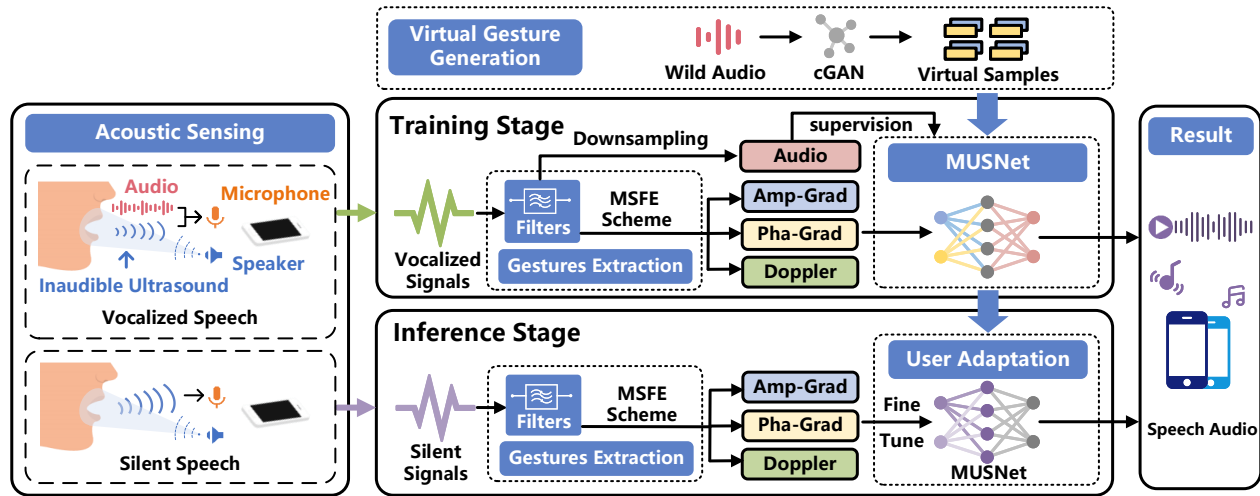 Virtual Gesture
Generation
Wild Audio
cGAN
Virtual Samples
Acoustic Sensing
Audio
Microphone
Speaker
Inaudible Ultrasound
Vocalized Speech
Silent Speech
Training Stage
Downsampling
supervision
Vocalized
Signals
Filters
MSFE
Scheme
Gestures Extraction
Audio
Amp-Grad
Pha-Grad
Doppler
MUSNet
Inference Stage
Silent
Signals
Filters
MSFE
Scheme
Gestures Extraction
Amp-Grad
Pha-Grad
Doppler
User Adaptation
Fine
Tune
MUSNet
Result
Speech Audio